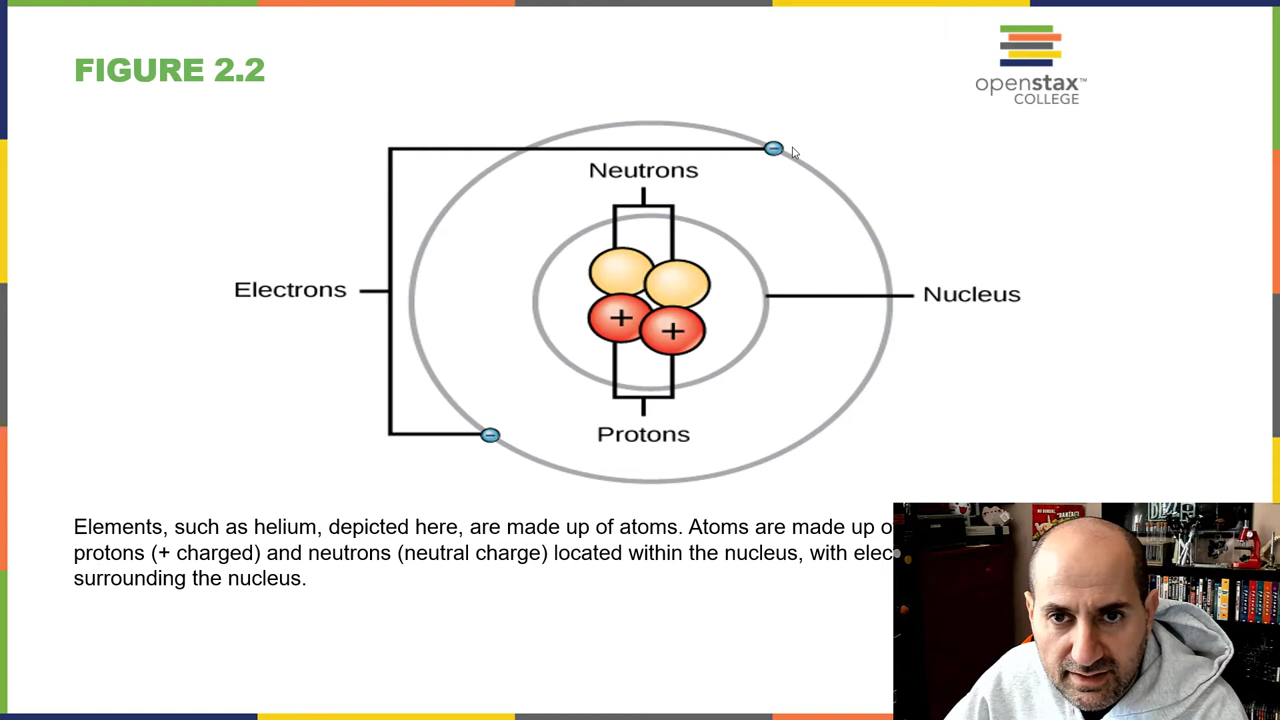 FIGURE 2.2
openstax™
COLLEGE
Neutrons
Electrons
Nucleus
Protons
Elements, such as helium, depicted here, are made up of atoms. Atoms are made up o
protons (+ charged) and neutrons (neutral charge) located within the nucleus, with elec
surrounding the nucleus.